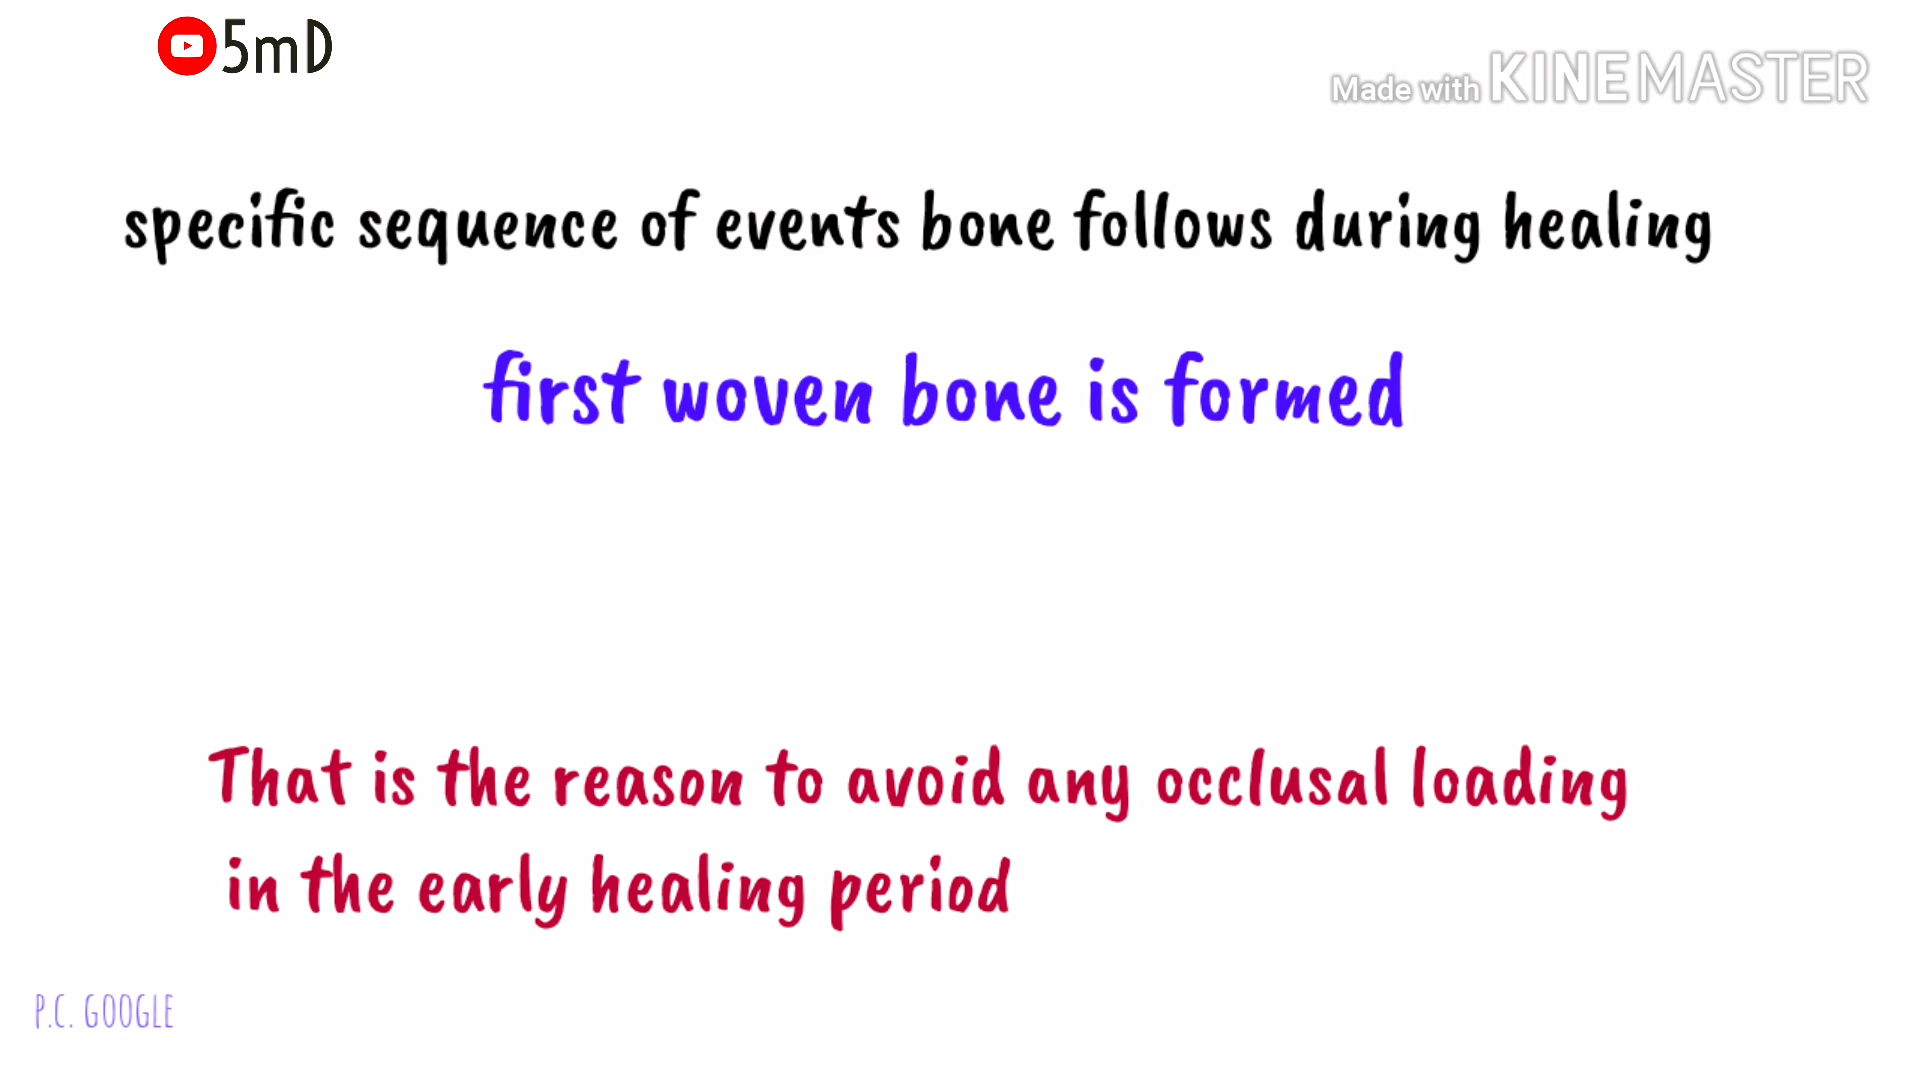 5mD
Made with KINEMASTER
specific sequence of events bone follows during healing
first woven bone is formed
That is the reason to avoid any occlusal loading
in the early healing period
P.C. GOOGLE